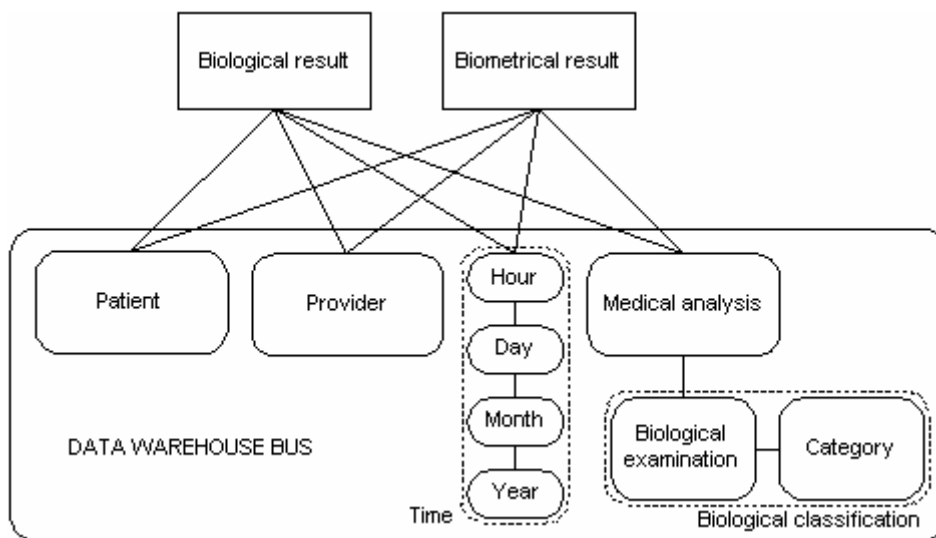 Biological result
Biometrical result
Patient
Provider
Hour
Day
Month
Year
Time
Medical analysis
Biological
examination
Category
Biological classification
DATA WAREHOUSE BUS